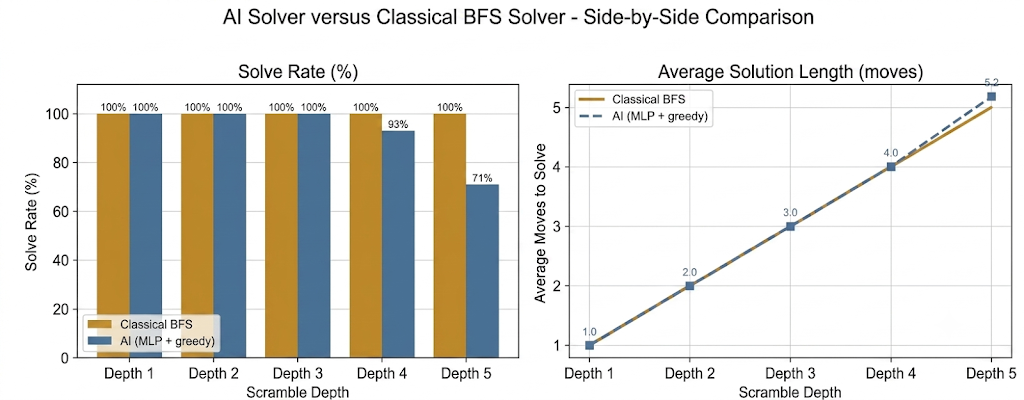 AI Solver versus Classical BFS Solver - Side-by-Side Comparison
Solve Rate (%)
100% 100% 100% 100% 100% 100% 100% 93% 100% 71%
100
80
60
40
20
0
Solve Rate (%)
Classical BFS
AI (MLP + greedy)
Depth 1 Depth 2 Depth 3 Depth 4 Depth 5
Scramble Depth
Average Solution Length (moves)
Classical BFS
AI (MLP + greedy)
5
4
3
2
1
Average Moves to Solve
1.0 2.0 3.0 4.0 5.2
Depth 1 Depth 2 Depth 3 Depth 4 Depth 5
Scramble Depth